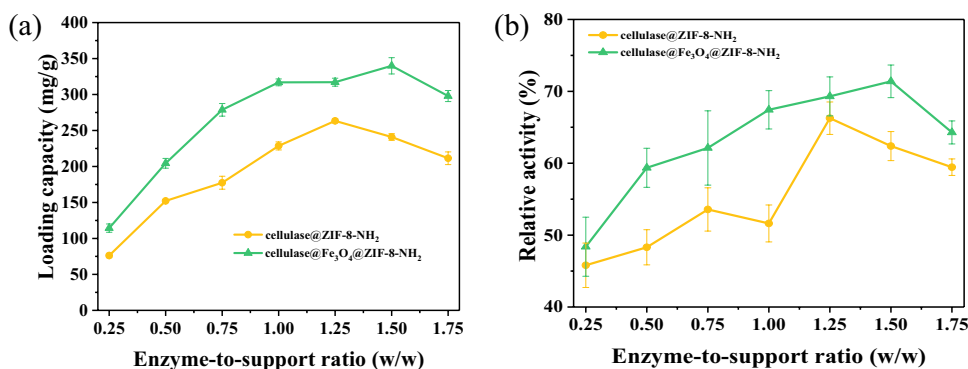 (a)
Loading capacity (mg/g)
400
350
300
250
200
150
100
50
0
cellulase@ZIF-8-NH₂
cellulase@Fe₃O₄@ZIF-8-NH₂
0.25 0.50 0.75 1.00 1.25 1.50 1.75
Enzyme-to-support ratio (w/w)
(b)
Relative activity (%)
80
70
60
50
40
cellulase@ZIF-8-NH₂
cellulase@Fe₃O₄@ZIF-8-NH₂
0.25 0.50 0.75 1.00 1.25 1.50 1.75
Enzyme-to-support ratio (w/w)